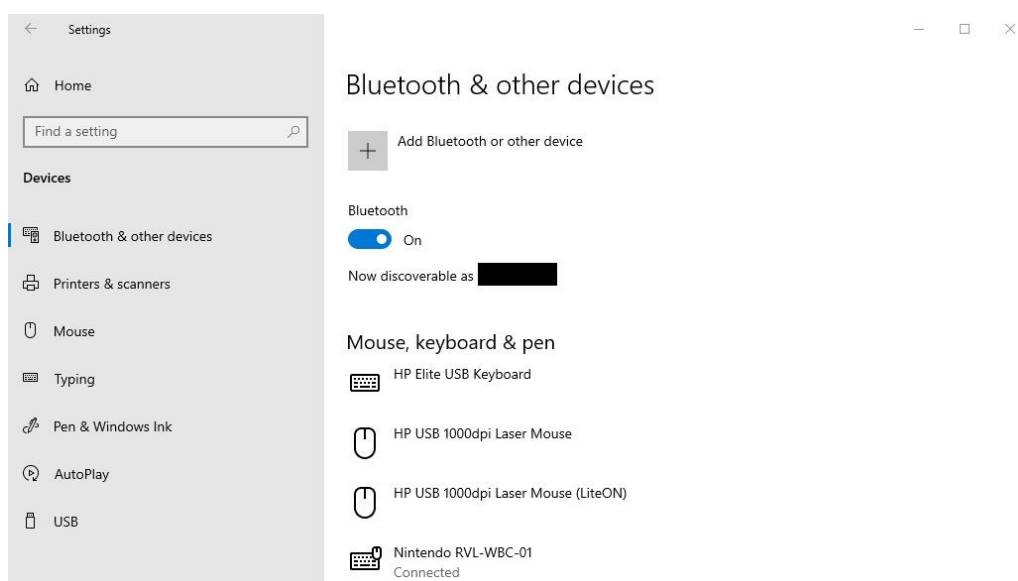 Settings
Home
Find a setting
Devices
Bluetooth & other devices
Printers & scanners
Mouse
Typing
Pen & Windows Ink
AutoPlay
USB
Bluetooth & other devices
Add Bluetooth or other device
Bluetooth
On
Now discoverable as
Mouse, keyboard & pen
HP Elite USB Keyboard
HP USB 1000dpi Laser Mouse
HP USB 1000dpi Laser Mouse (LiteON)
Nintendo RVL-WBC-01
Connected